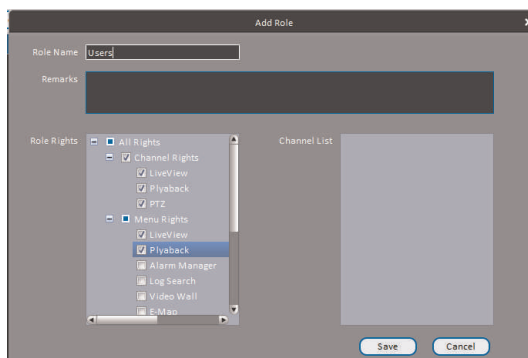 Add Role
Role Name Users
Remarks
Role Rights
All Rights
Channel Rights
LiveView
Plyaback
PTZ
Menu Rights
LiveView
Plyaback
Alarm Manager
Log Search
Video Wall
E-Map
Channel List
Save Cancel